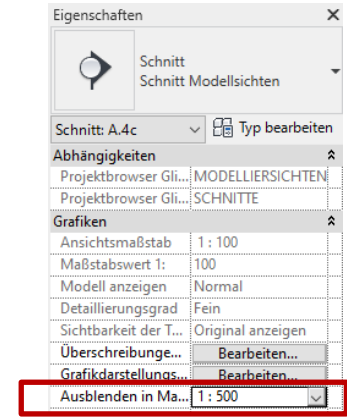 Eigenschaften
Schnitt
Schnitt Modellsichten
Schnitt: A.4c Typ bearbeiten
Abhängigkeiten
Projektbrowser Gli... MODELLIERSICHTEN
Projektbrowser Gli... SCHNITTE
Grafiken
Ansichtsmaßstab 1 : 100
Maßstabswert 1: 100
Modell anzeigen Normal
Detaillierungsgrad Fein
Sichtbarkeit der T... Original anzeigen
Überschreibunge... Bearbeiten...
Grafikdarstellungs... Bearbeiten...
Ausblenden in Ma... 1 : 500